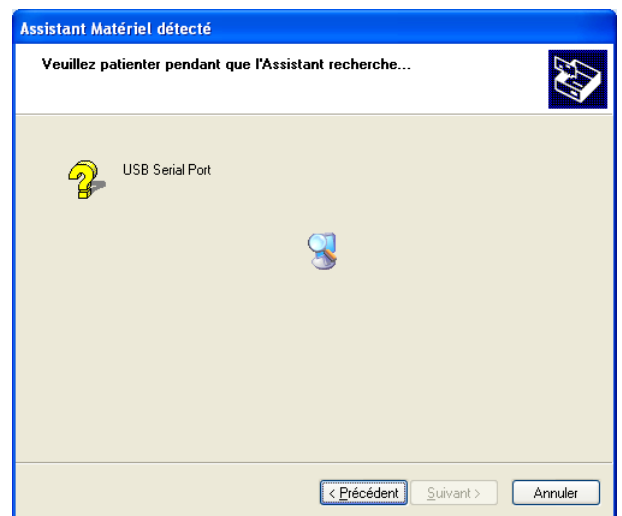 Assistant Matériel détecté
Veuillez patienter pendant que l'Assistant recherche...
USB Serial Port
< Précédent
Suivant >
Annuler